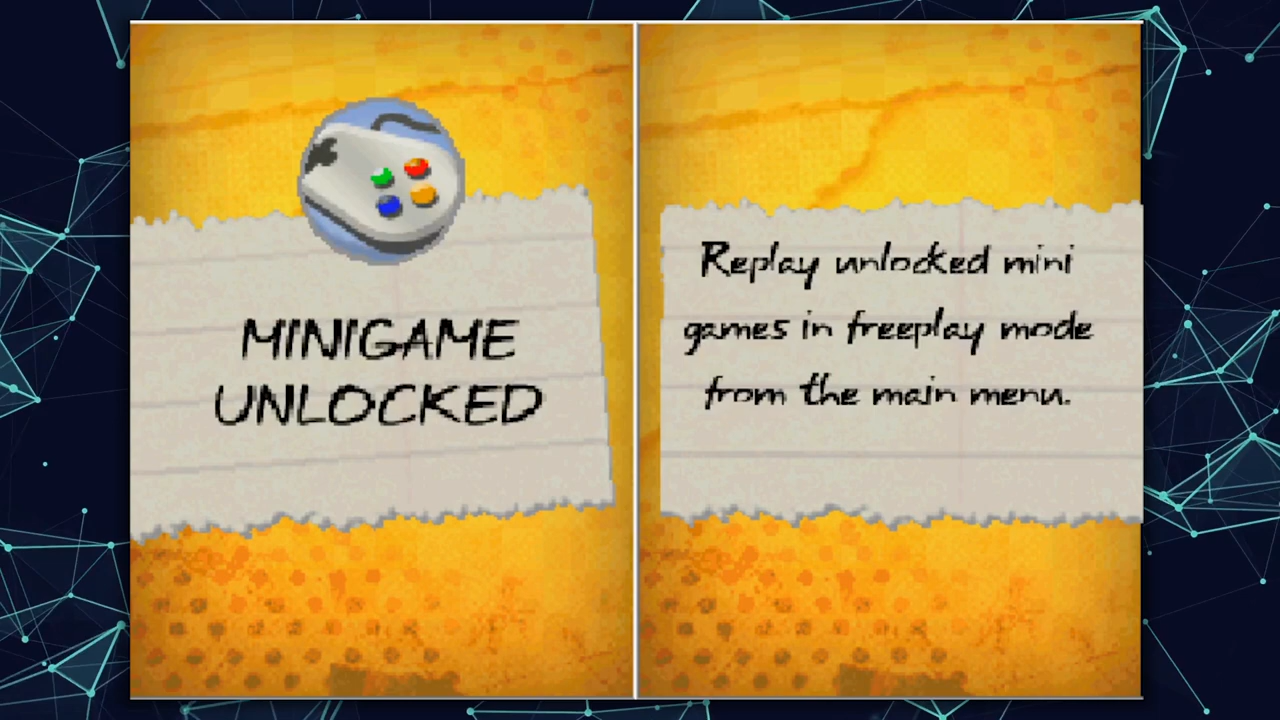 MINIGAME
UNLOCKED
Replay unlocked mini
games in freeplay mode
from the main menu.